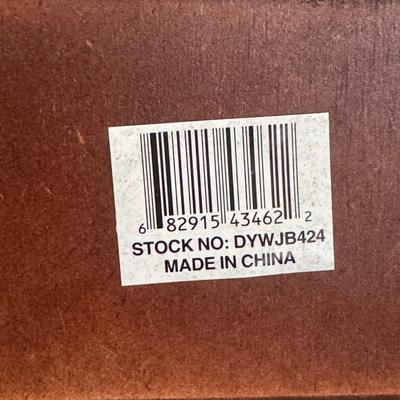 6 82915 43462 2
STOCK NO: DYWJB424
MADE IN CHINA